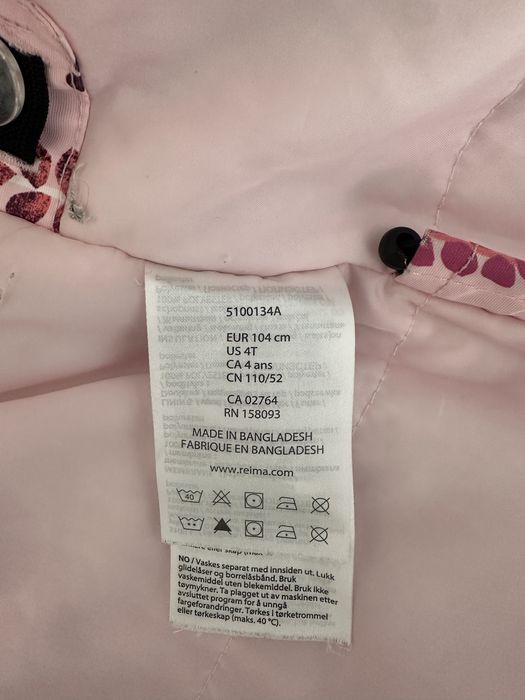 5100134A
EUR 104 cm
US 4T
CA 4 ans
CN 110/52
CA 02764
RN 158093
MADE IN BANGLADESH
FABRIQUE EN BANGLADESH
www.reima.com
40
NO / Vaskes separat med innsiden ut. Lukk
glidelåser og borrelåsbånd. Bruk
vaskemiddel uten blekemiddel. Bruk ikke
tøymykner. Ta plagget ut av maskinen etter
avsluttet program for å unngå
fargeforandringer. Tørkes i tørketrommel
eller tørkeskap (maks. 40 °C).